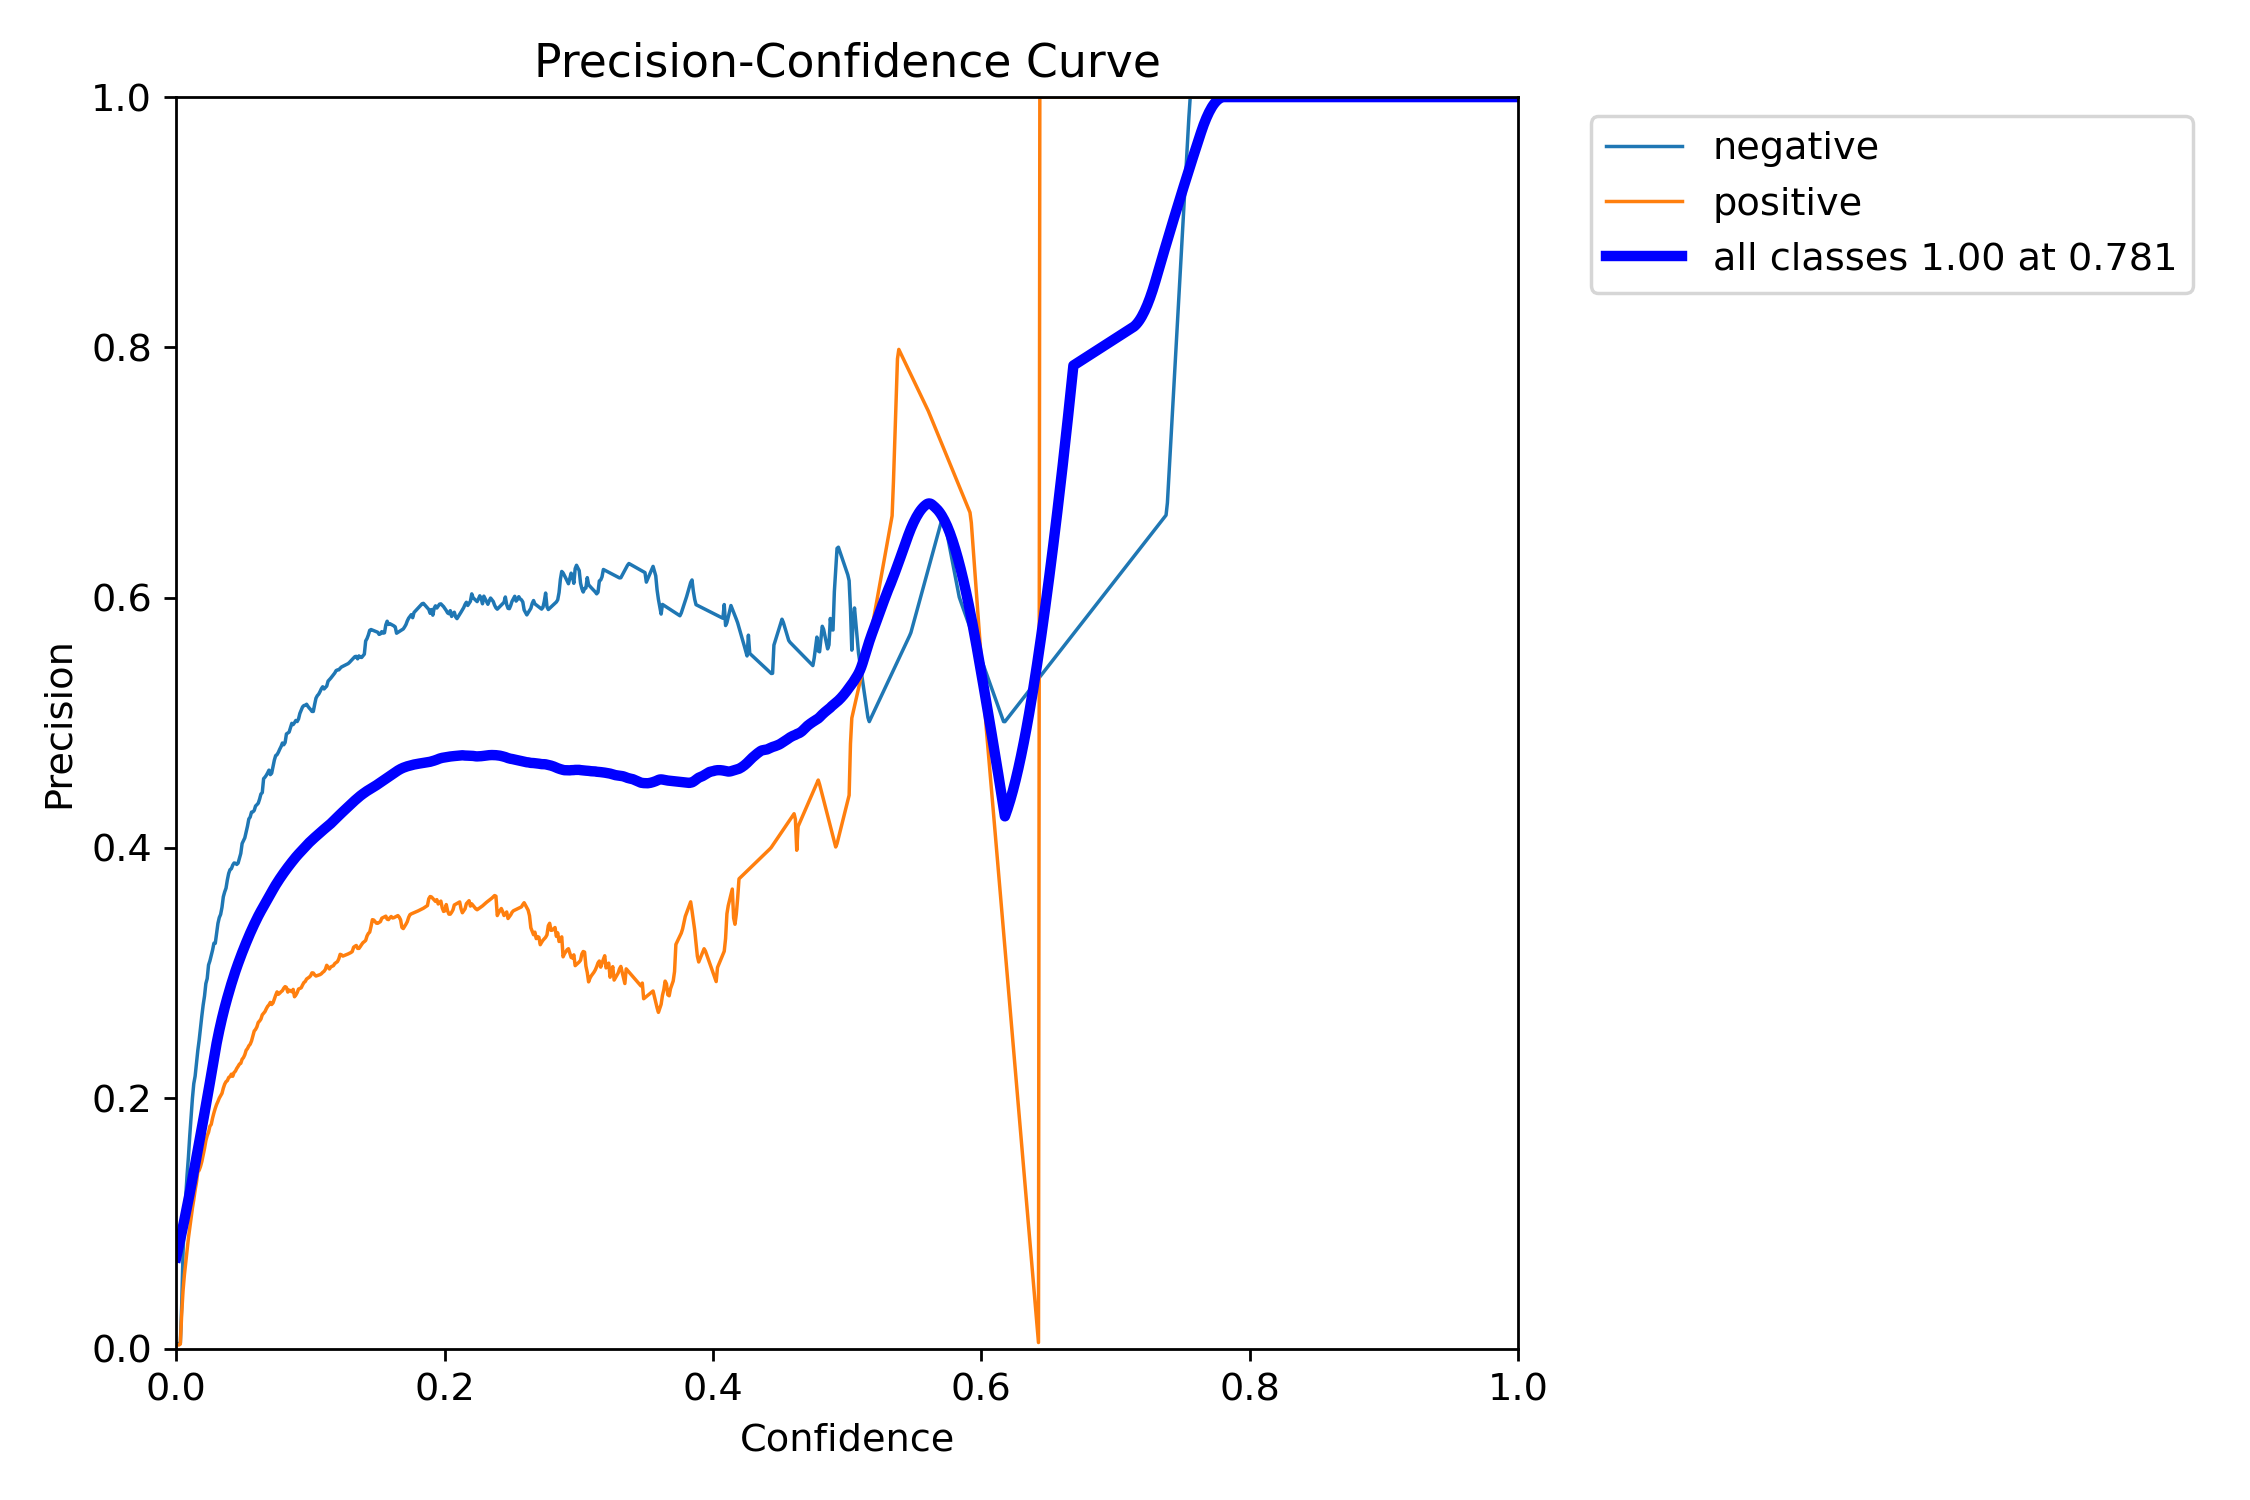 Precision-Confidence Curve
1.0
0.8
0.6
0.4
0.2
0.0
Precision
0.0 0.2 0.4 0.6 0.8 1.0
Confidence
negative
positive
all classes 1.00 at 0.781